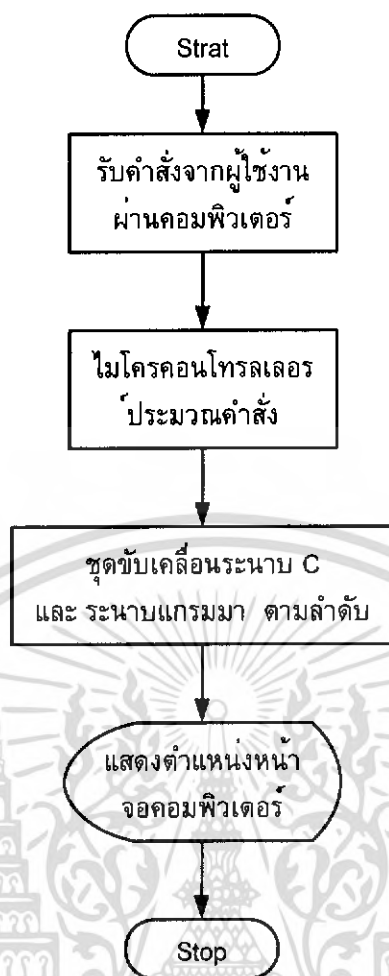 Strat
รับคำสั่งจากผู้ใช้งาน
ผ่านคอมพิวเตอร์
ไมโครคอนโทรลเลอร
์ประมวณคำสั่ง
ชุดขับเคลื่อนระนาบ C
และ ระนาบแกรมมา ตามลำดับ
แสดงตำแหน่งหน้า
จอคอมพิวเตอร์
Stop